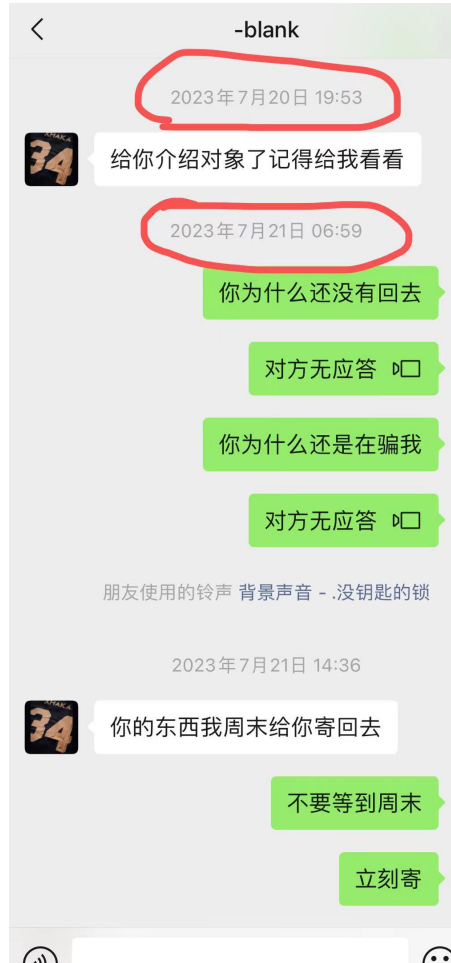 -blank
2023年7月20日 19:53
AMAKA
34
给你介绍对象了记得给我看看
2023年7月21日 06:59
你为什么还没有回去
对方无应答
你为什么还是在骗我
对方无应答
朋友使用的铃声 背景声音 - .没钥匙的锁
2023年7月21日 14:36
34
你的东西我周末给你寄回去
不要等到周末
立刻寄